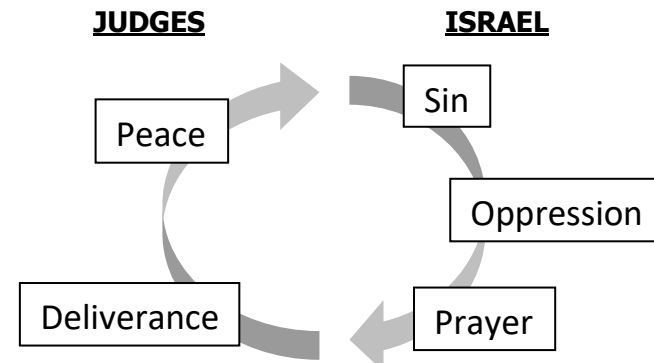 JUDGES
ISRAEL
Sin
Peace
Oppression
Deliverance
Prayer